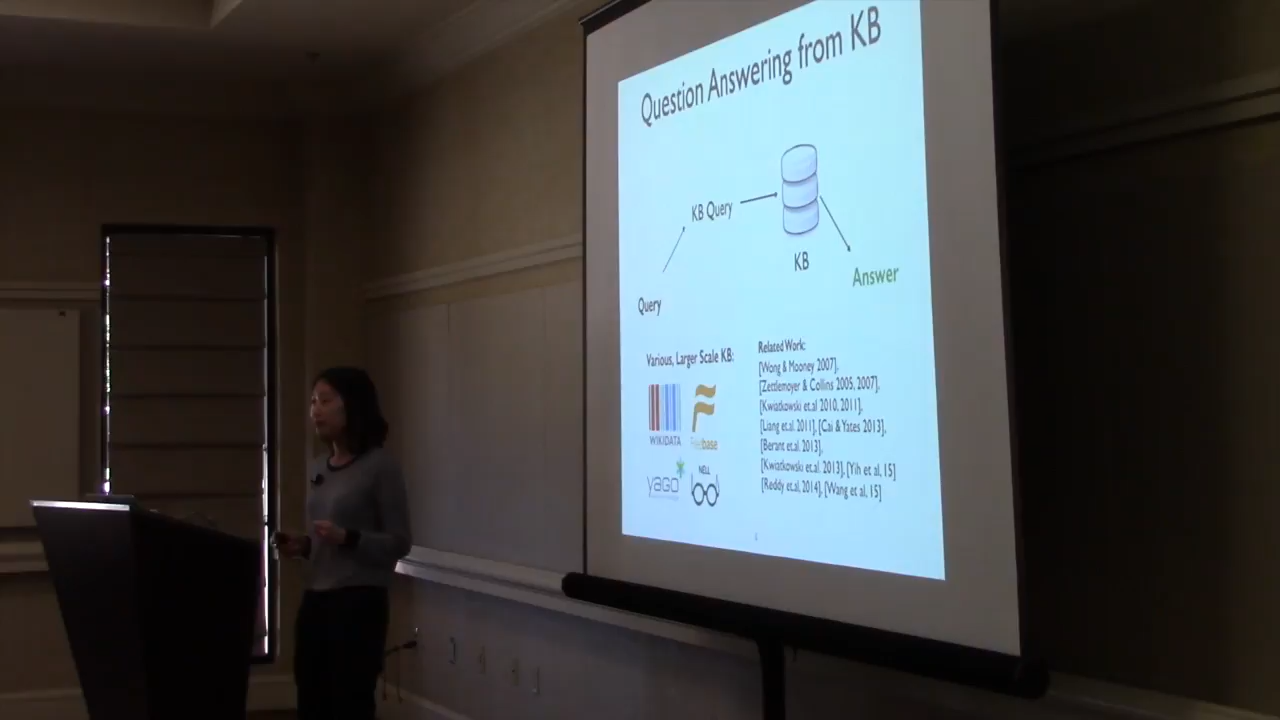 Question Answering from KB
KB Query
KB
Answer
Query
Various, Larger Scale KB:
WIKIDATA
Freebase
yago
NELL
Related Work:
[Wong & Mooney 2007],
[Zettlemoyer & Collins 2005, 2007],
[Kwiatkowski et.al 2010, 2011],
[Liang et.al. 2011], [Cai & Yates 2013],
[Berant et.al. 2013],
[Kwiatkowski et.al. 2013], [Yih et al, 15]
[Reddy et.al, 2014], [Wang et al, 15]